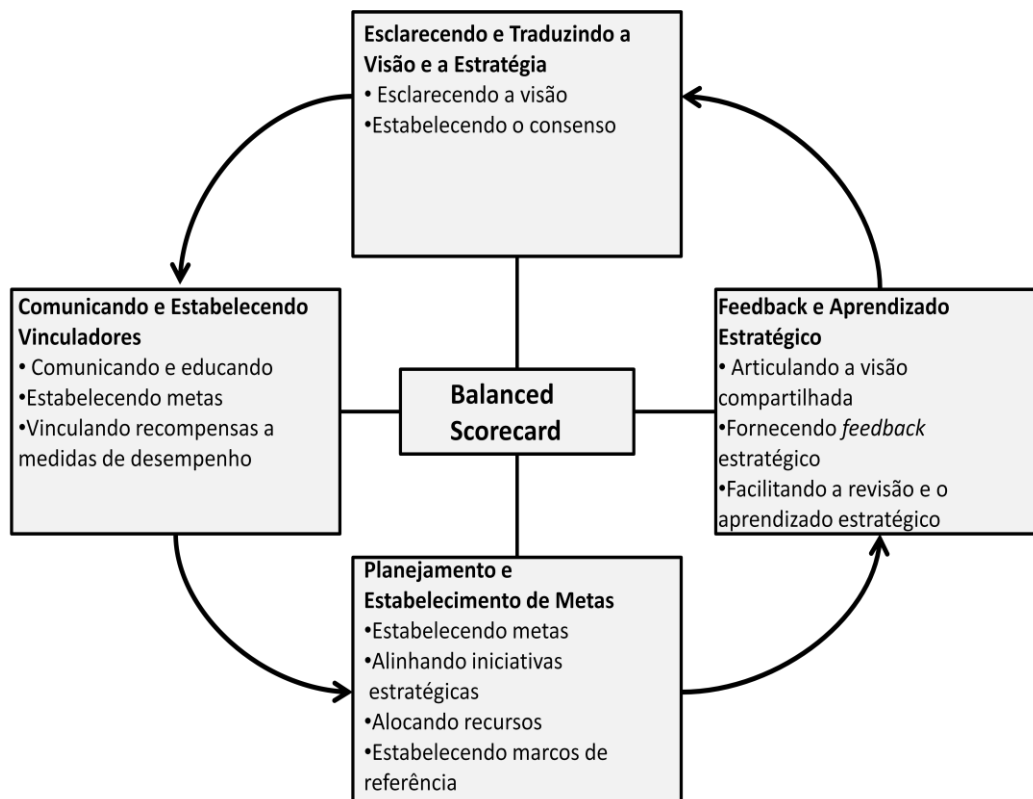 Esclarecendo e Traduzindo a
Visão e a Estratégia
• Esclarecendo a visão
•Estabelecendo o consenso
Comunicando e Estabelecendo
Vinculadores
• Comunicando e educando
•Estabelecendo metas
•Vinculando recompensas a
medidas de desempenho
Balanced
Scorecard
Feedback e Aprendizado
Estratégico
• Articulando a visão
compartilhada
•Fornecendo feedback
estratégico
•Facilitando a revisão e o
aprendizado estratégico
Planejamento e
Estabelecimento de Metas
•Estabelecendo metas
•Alinhando iniciativas
estratégicas
•Alocando recursos
•Estabelecendo marcos de
referência